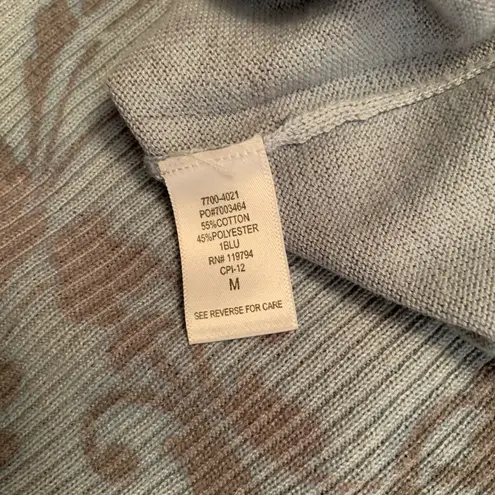 7700-4021
PO#7003464
55%COTTON
45%POLYESTER
1BLU
RN# 119794
CPI-12
M
SEE REVERSE FOR CARE